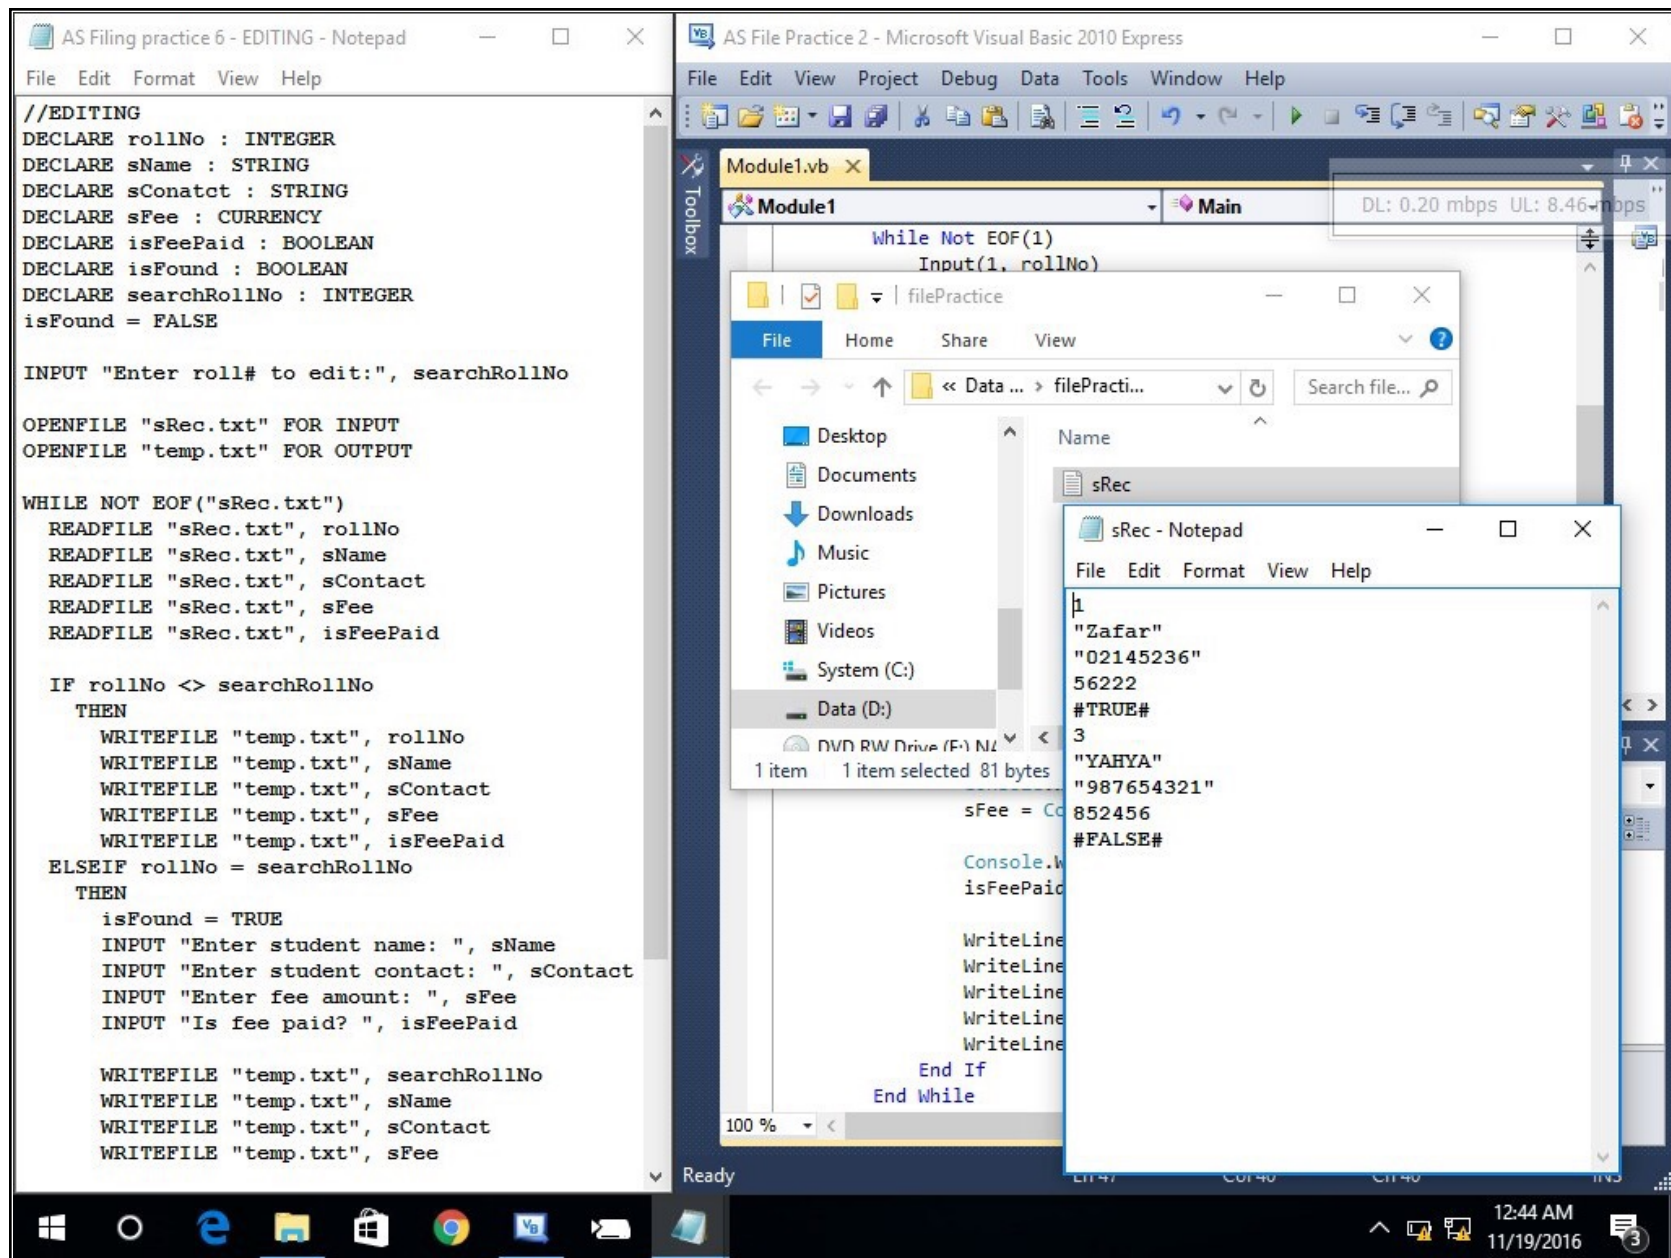 AS Filing practice 6 - EDITING - Notepad
File Edit Format View Help
//EDITING
DECLARE rollNo : INTEGER
DECLARE sName : STRING
DECLARE sConatct : STRING
DECLARE sFee : CURRENCY
DECLARE isFeePaid : BOOLEAN
DECLARE isFound : BOOLEAN
DECLARE searchRollNo : INTEGER
isFound = FALSE
INPUT "Enter roll# to edit:", searchRollNo
OPENFILE "sRec.txt" FOR INPUT
OPENFILE "temp.txt" FOR OUTPUT
WHILE NOT EOF("sRec.txt")
READFILE "sRec.txt", rollNo
READFILE "sRec.txt", sName
READFILE "sRec.txt", sContact
READFILE "sRec.txt", sFee
READFILE "sRec.txt", isFeePaid
IF rollNo <> searchRollNo
THEN
WRITEFILE "temp.txt", rollNo
WRITEFILE "temp.txt", sName
WRITEFILE "temp.txt", sContact
WRITEFILE "temp.txt", sFee
WRITEFILE "temp.txt", isFeePaid
ELSEIF rollNo = searchRollNo
THEN
isFound = TRUE
INPUT "Enter student name: ", sName
INPUT "Enter student contact: ", sContact
INPUT "Enter fee amount: ", sFee
INPUT "Is fee paid? ", isFeePaid
WRITEFILE "temp.txt", searchRollNo
WRITEFILE "temp.txt", sName
WRITEFILE "temp.txt", sContact
WRITEFILE "temp.txt", sFee
AS File Practice 2 - Microsoft Visual Basic 2010 Express
File Edit View Project Debug Data Tools Window Help
Toolbox
Module1.vb
Module1 Main
DL: 0.20 mbps UL: 8.46 mbps
While Not EOF(1)
Input(1, rollNo)
filePractice
File Home Share View
« Data ... › filePracti... Search file...
Desktop
Documents
Downloads
Music
Pictures
Videos
System (C:)
Data (D:)
DVD RW Drive (F:)
1 item 1 item selected 81 bytes
Name
sRec
sRec - Notepad
File Edit Format View Help
1
"Zafar"
"02145236"
56222
#TRUE#
3
"YAHYA"
"987654321"
852456
#FALSE#
sFee =
Console.
isFeePaid
WriteLine
WriteLine
WriteLine
WriteLine
WriteLine
End If
End While
100 %
Ready
12:44 AM
11/19/2016
3